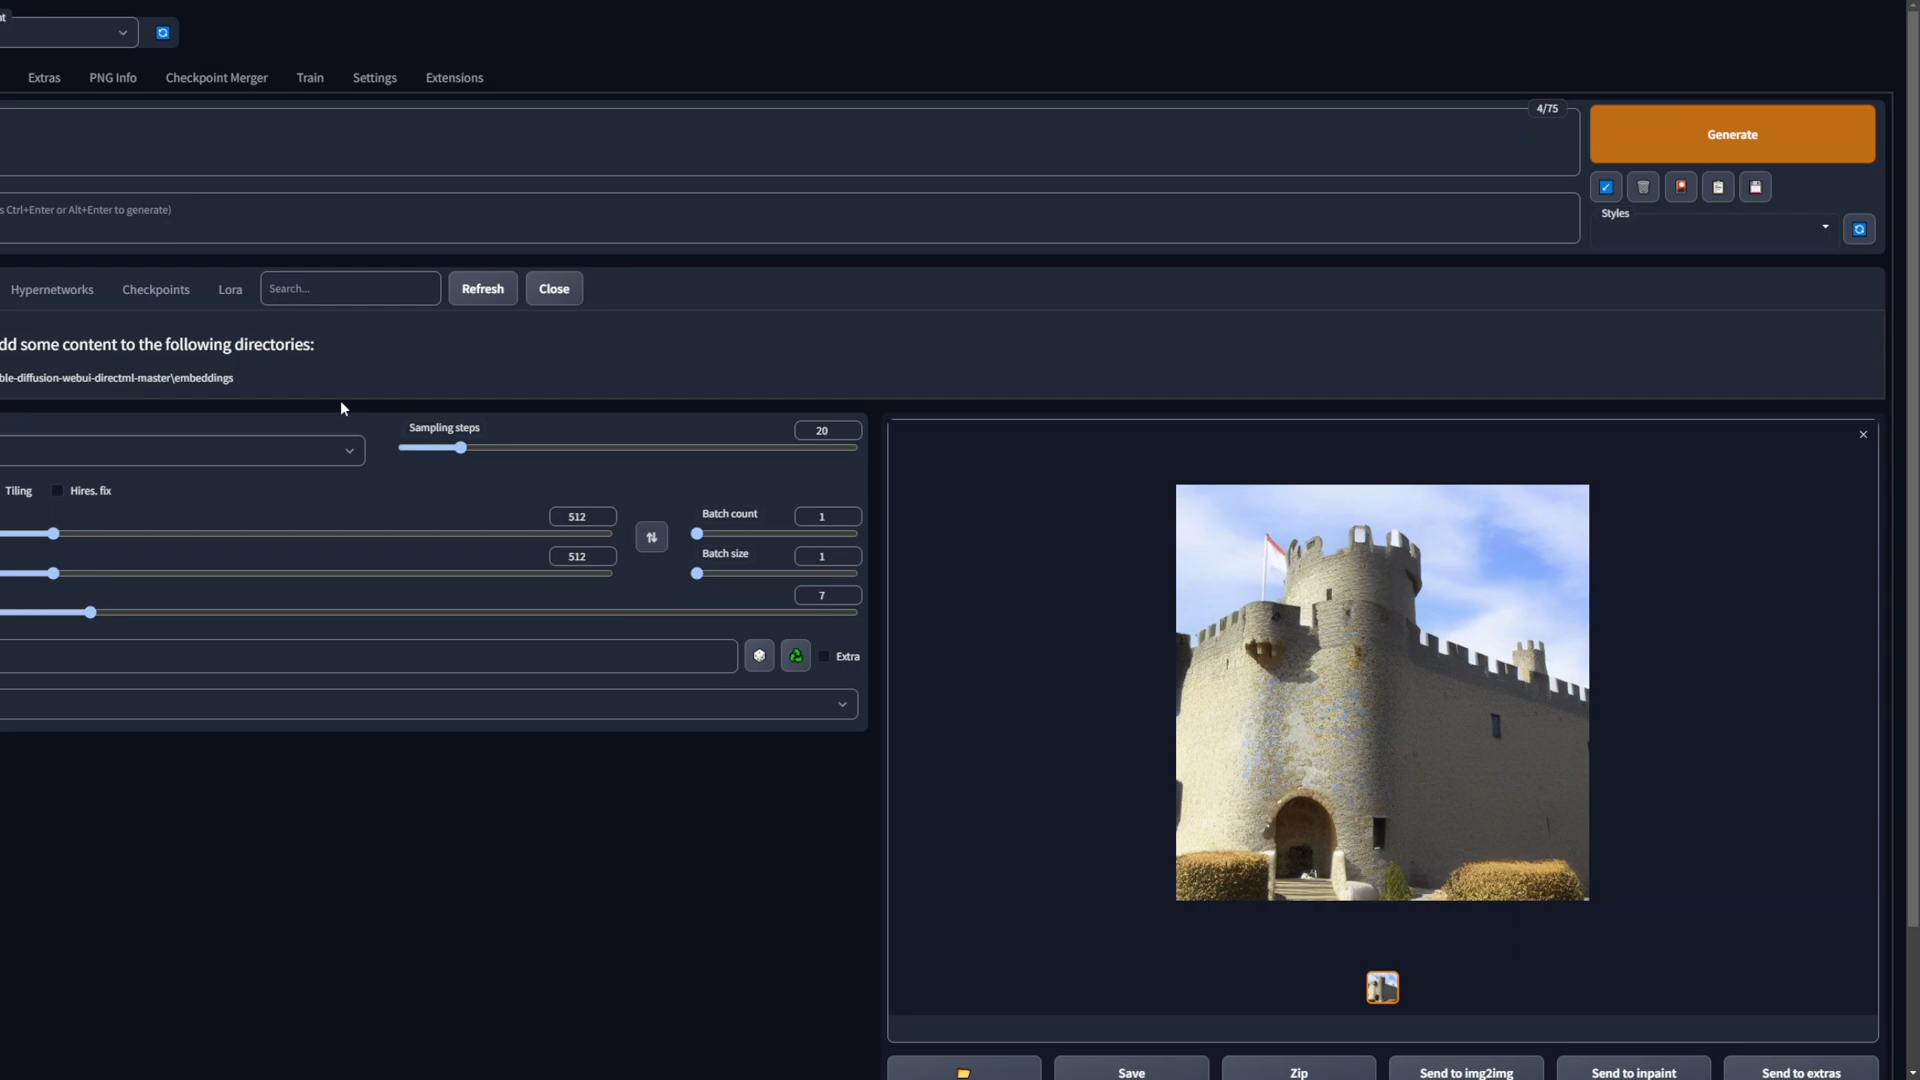 nt
Extras PNG Info Checkpoint Merger Train Settings Extensions
4/75
Generate
s Ctrl+Enter or Alt+Enter to generate)
Styles
Hypernetworks Checkpoints Lora Search... Refresh Close
dd some content to the following directories:
ble-diffusion-webui-directml-master\embeddings
Sampling steps 20
Tiling Hires. fix
512 Batch count 1
512 Batch size 1
7
Extra
Save Zip Send to img2img Send to inpaint Send to extras